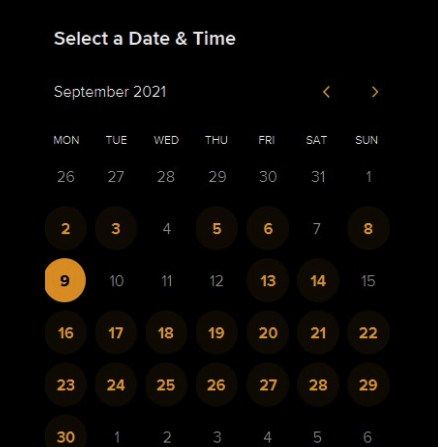 Select a Date & Time
September 2021 < >
MON TUE WED THU FRI SAT SUN
26 27 28 29 30 31 1
2 3 4 5 6 7 8
9 10 11 12 13 14 15
16 17 18 19 20 21 22
23 24 25 26 27 28 29
30 1 2 3 4 5 6